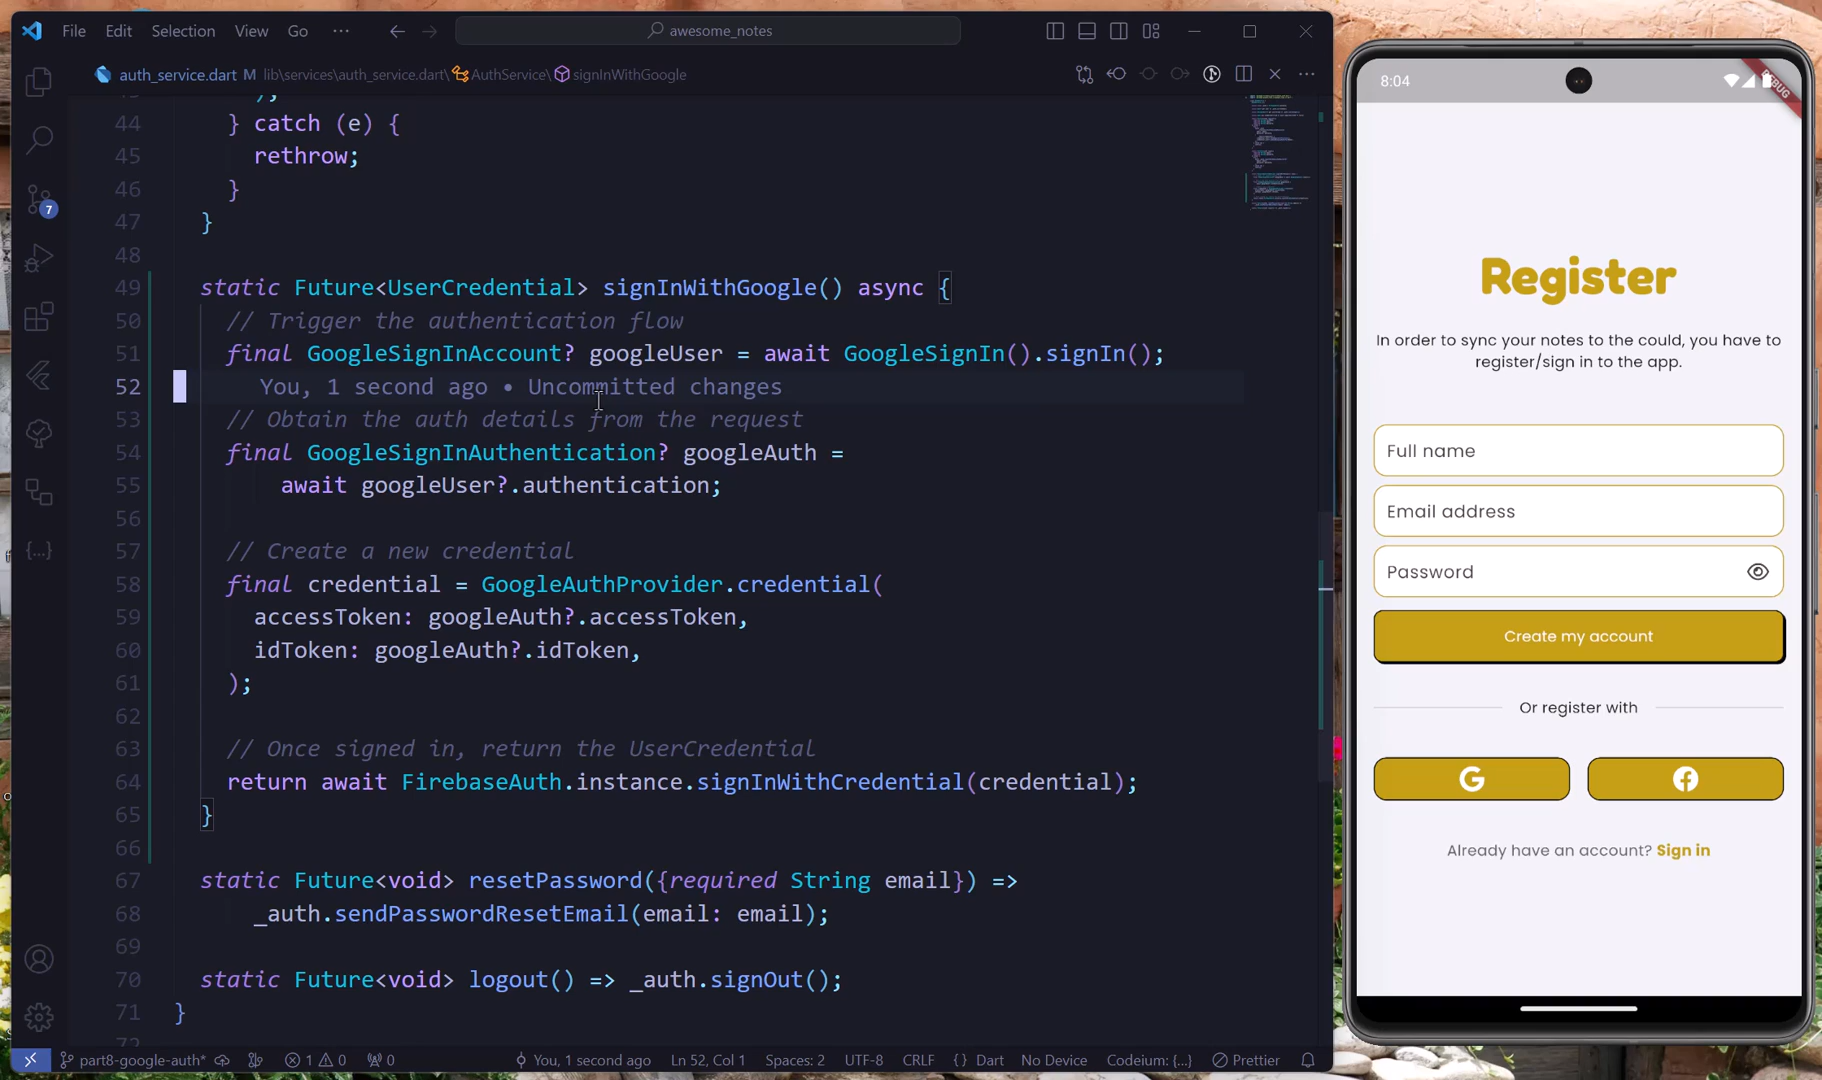 File Edit Selection View Go ··· awesome_notes
auth_service.dart M lib\services\auth_service.dart\ AuthService\ signInWithGoogle
44 } catch (e) {
45 rethrow;
46 }
47 }
48
49 static Future<UserCredential> signInWithGoogle() async {
50 // Trigger the authentication flow
51 final GoogleSignInAccount? googleUser = await GoogleSignIn().signIn();
52 You, 1 second ago • Uncommitted changes
53 // Obtain the auth details from the request
54 final GoogleSignInAuthentication? googleAuth =
55 await googleUser?.authentication;
56
57 // Create a new credential
58 final credential = GoogleAuthProvider.credential(
59 accessToken: googleAuth?.accessToken,
60 idToken: googleAuth?.idToken,
61 );
62
63 // Once signed in, return the UserCredential
64 return await FirebaseAuth.instance.signInWithCredential(credential);
65 }
66
67 static Future<void> resetPassword({required String email}) =>
68 _auth.sendPasswordResetEmail(email: email);
69
70 static Future<void> logout() => _auth.signOut();
71 }
7
{...}
part8-google-auth* 1 0 0 You, 1 second ago Ln 52, Col 1 Spaces: 2 UTF-8 CRLF {} Dart No Device Codeium: {...} Prettier
8:04
DEBUG
Register
In order to sync your notes to the could, you have to
register/sign in to the app.
Full name
Email address
Password
Create my account
Or register with
G f
Already have an account? Sign in